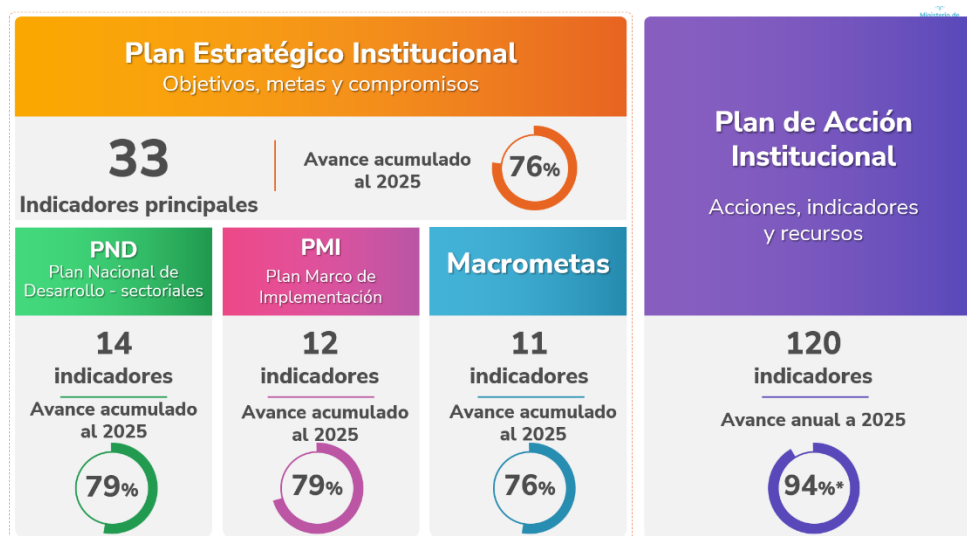 Ministerio de
Plan Estratégico Institucional
Objetivos, metas y compromisos
33
Indicadores principales
Avance acumulado
al 2025
76%
PND
Plan Nacional de
Desarrollo - sectoriales
14
indicadores
Avance acumulado
al 2025
79%
PMI
Plan Marco de
Implementación
12
indicadores
Avance acumulado
al 2025
79%
Macrometas
11
indicadores
Avance acumulado
al 2025
76%
Plan de Acción
Institucional
Acciones, indicadores
y recursos
120
indicadores
Avance anual a 2025
94%*